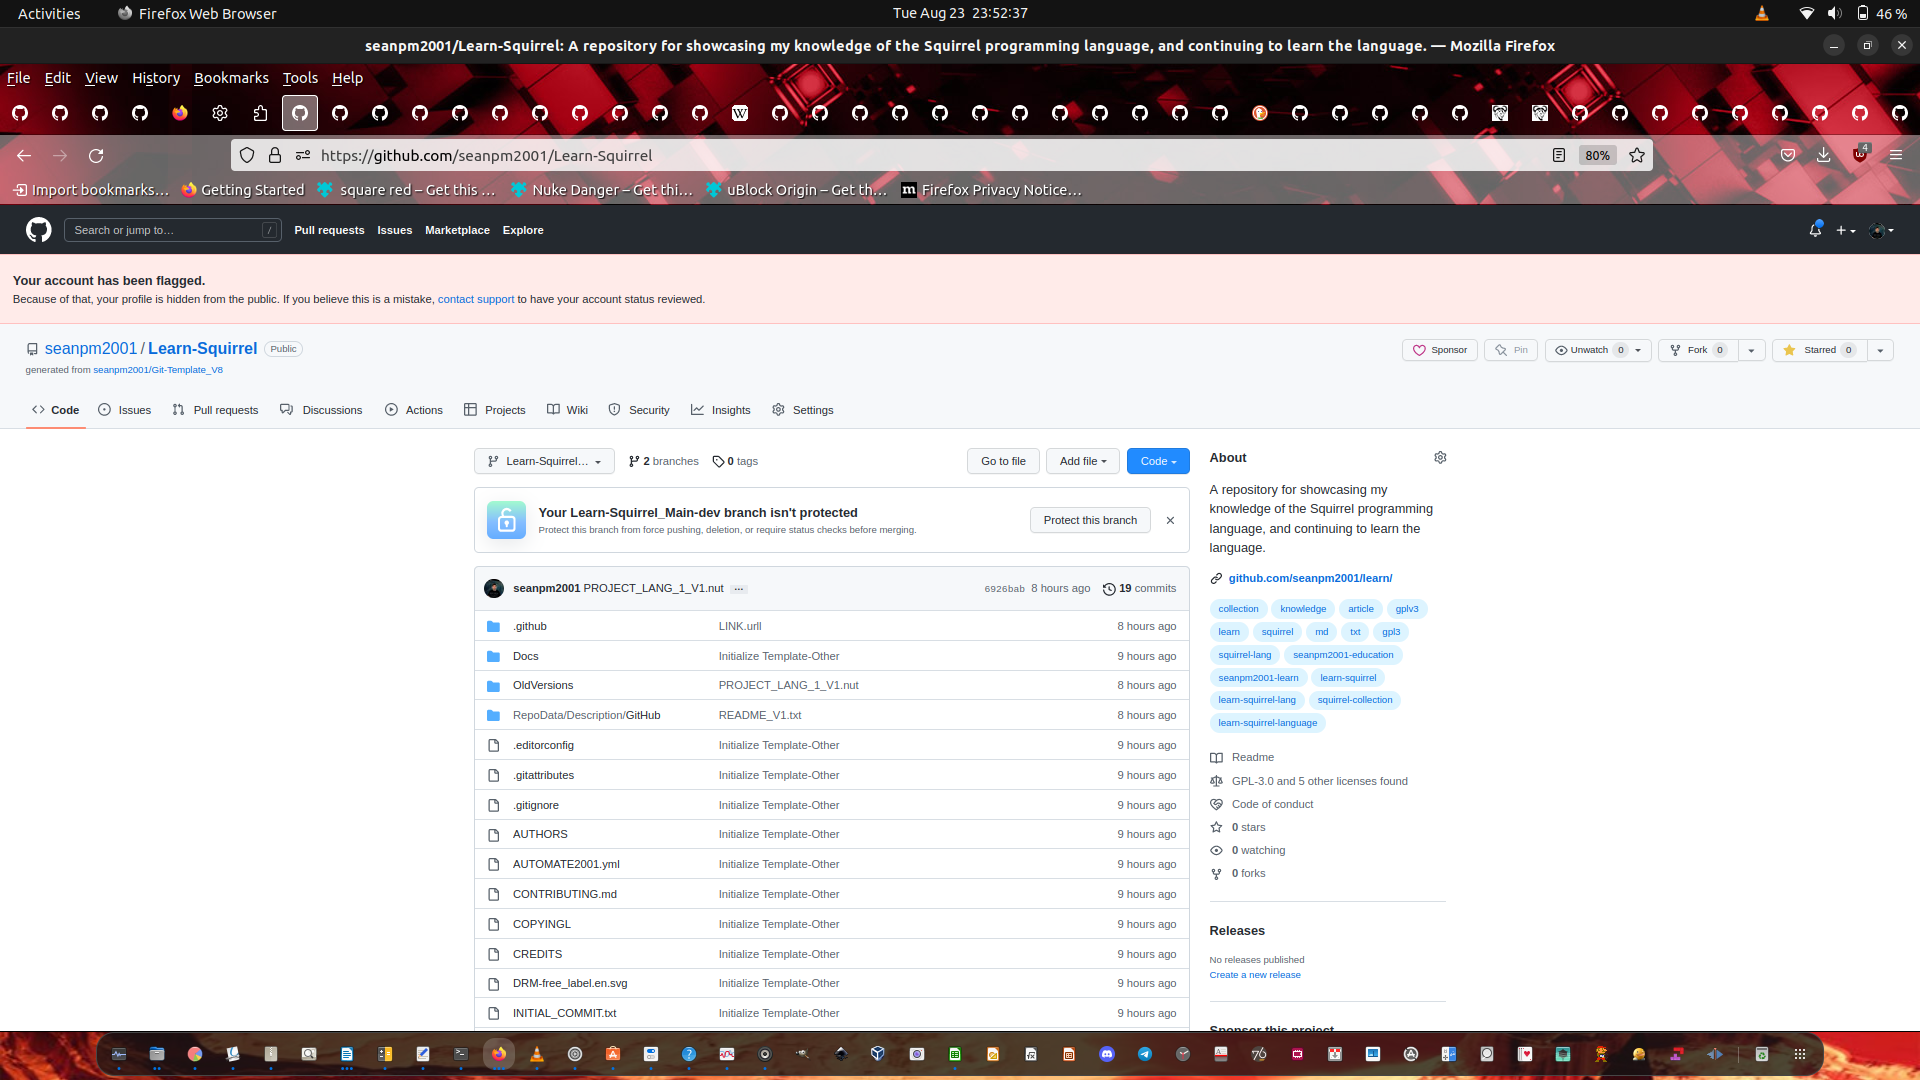 Activities
Firefox Web Browser
Tue Aug 23 23:52:37
46 %
seanpm2001/Learn-Squirrel: A repository for showcasing my knowledge of the Squirrel programming language, and continuing to learn the language. — Mozilla Firefox
File Edit View History Bookmarks Tools Help
https://github.com/seanpm2001/Learn-Squirrel
80%
4
Import bookmarks… Getting Started square red – Get this … Nuke Danger – Get thi… uBlock Origin – Get th… Firefox Privacy Notice…
Search or jump to… /
Pull requests Issues Marketplace Explore
Your account has been flagged.
Because of that, your profile is hidden from the public. If you believe this is a mistake, contact support to have your account status reviewed.
seanpm2001 / Learn-Squirrel Public
generated from seanpm2001/Git-Template_V8
Sponsor Pin Unwatch 0 Fork 0 Starred 0
Code Issues Pull requests Discussions Actions Projects Wiki Security Insights Settings
Learn-Squirrel… 2 branches 0 tags
Go to file Add file Code
Your Learn-Squirrel_Main-dev branch isn't protected
Protect this branch from force pushing, deletion, or require status checks before merging.
Protect this branch
seanpm2001 PROJECT_LANG_1_V1.nut … 6926bab 8 hours ago 19 commits
.github LINK.urll 8 hours ago
Docs Initialize Template-Other 9 hours ago
OldVersions PROJECT_LANG_1_V1.nut 8 hours ago
RepoData/Description/GitHub README_V1.txt 8 hours ago
.editorconfig Initialize Template-Other 9 hours ago
.gitattributes Initialize Template-Other 9 hours ago
.gitignore Initialize Template-Other 9 hours ago
AUTHORS Initialize Template-Other 9 hours ago
AUTOMATE2001.yml Initialize Template-Other 9 hours ago
CONTRIBUTING.md Initialize Template-Other 9 hours ago
COPYINGL Initialize Template-Other 9 hours ago
CREDITS Initialize Template-Other 9 hours ago
DRM-free_label.en.svg Initialize Template-Other 9 hours ago
INITIAL_COMMIT.txt Initialize Template-Other 9 hours ago
About
A repository for showcasing my
knowledge of the Squirrel programming
language, and continuing to learn the
language.
github.com/seanpm2001/learn/
collection knowledge article gplv3
learn squirrel md txt gpl3
squirrel-lang seanpm2001-education
seanpm2001-learn learn-squirrel
learn-squirrel-lang squirrel-collection
learn-squirrel-language
Readme
GPL-3.0 and 5 other licenses found
Code of conduct
0 stars
0 watching
0 forks
Releases
No releases published
Create a new release
Sponsor this project